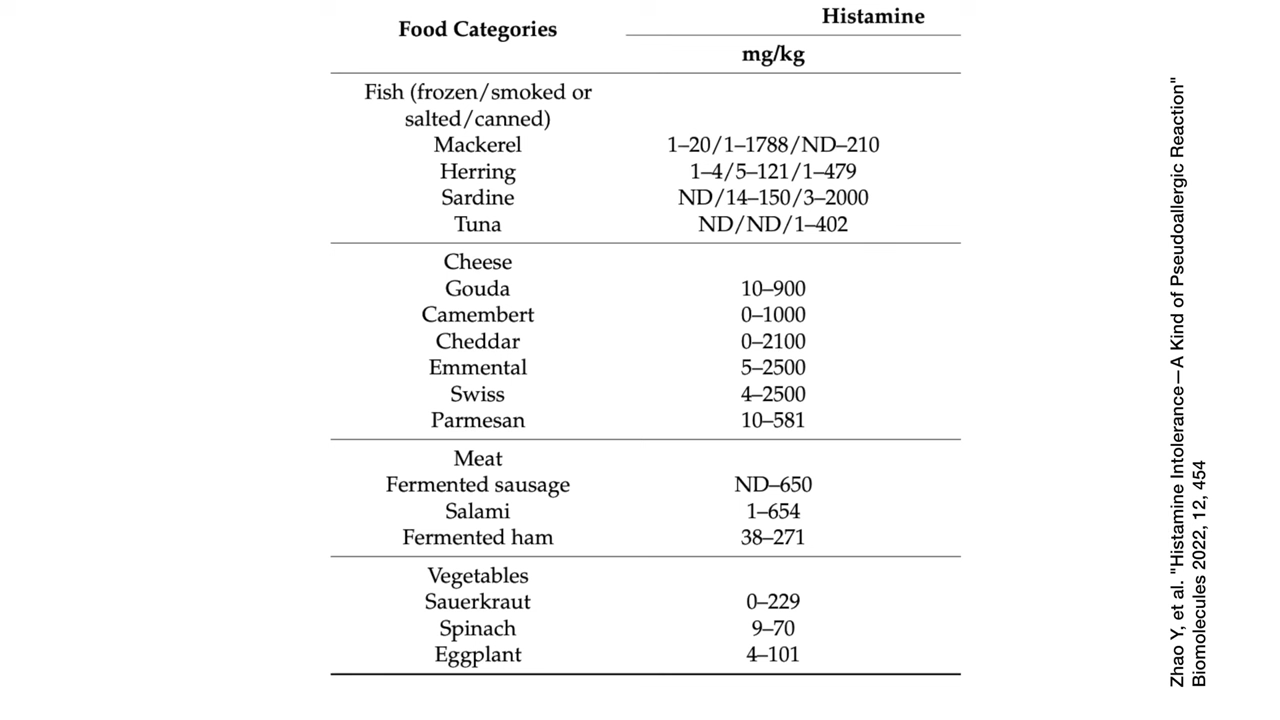 Food Categories
Histamine
mg/kg
Fish (frozen/smoked or
salted/canned)
Mackerel 1–20/1–1788/ND–210
Herring 1–4/5–121/1–479
Sardine ND/14–150/3–2000
Tuna ND/ND/1–402
Cheese
Gouda 10–900
Camembert 0–1000
Cheddar 0–2100
Emmental 5–2500
Swiss 4–2500
Parmesan 10–581
Meat
Fermented sausage ND–650
Salami 1–654
Fermented ham 38–271
Vegetables
Sauerkraut 0–229
Spinach 9–70
Eggplant 4–101
Zhao Y, et al. "Histamine Intolerance—A Kind of Pseudoallergic Reaction"
Biomolecules 2022, 12, 454